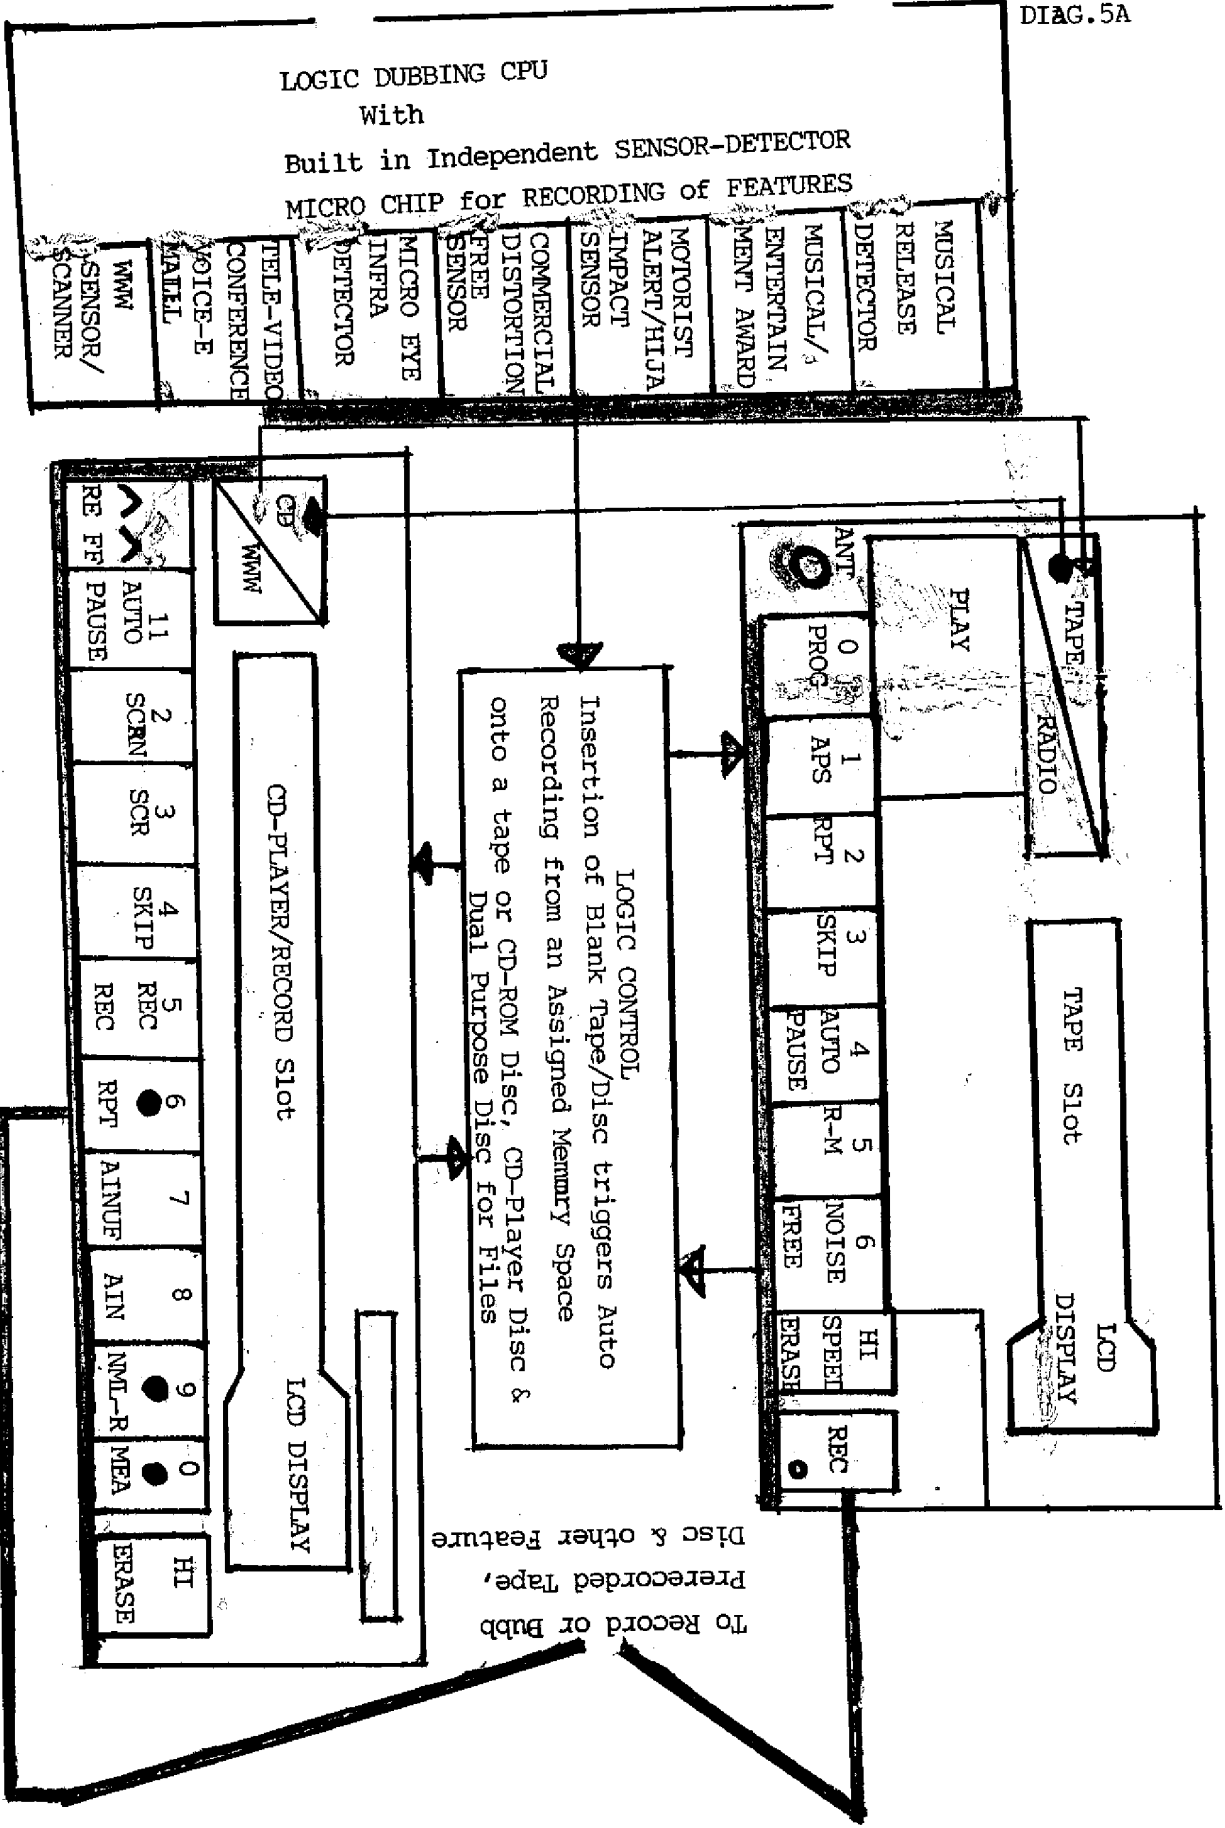 DIAG.5A
LOGIC DUBBING CPU
With
Built in Independent SENSOR-DETECTOR
MICRO CHIP for RECORDING of FEATURES
MUSICAL
RELEASE
DETECTOR
MUSICAL/
ENTERTAIN
MENT AWARD
MOTORIST
ALERT/HIJA
IMPACT
SENSOR
COMMERCIAL
DISTORTION
FREE
SENSOR
MICRO EYE
INFRA
DETECTOR
TELE-VIDEO
CONFERENCE
VOICE-E
WWW
SENSOR/
SCANNER
TAPE
RADIO
TAPE Slot
LCD
DISPLAY
PLAY
ANT
0
PROG
1
APS
2
RPT
3
SKIP
4
AUTO
PAUSE
5
R-M
6
NOISE
FREE
HI
SPEED
ERASE
REC
LOGIC CONTROL
Insertion of Blank Tape/Disc triggers Auto
Recording from an Assigned Memmry Space
onto a tape or CD-ROM Disc, CD-Player Disc &
Dual Purpose Disc for Files
CD
WWW
CD-PLAYER/RECORD Slot
LCD DISPLAY
RE FF
11
AUTO
PAUSE
2
SCRN
3
SCR
4
SKIP
5
REC
REC
6
RPT
7
AINUF
8
AIN
9
NML-R
0
MEA
HI
ERASE
To Record or Bubb
Prerecorded Tape,
Disc & other Feature